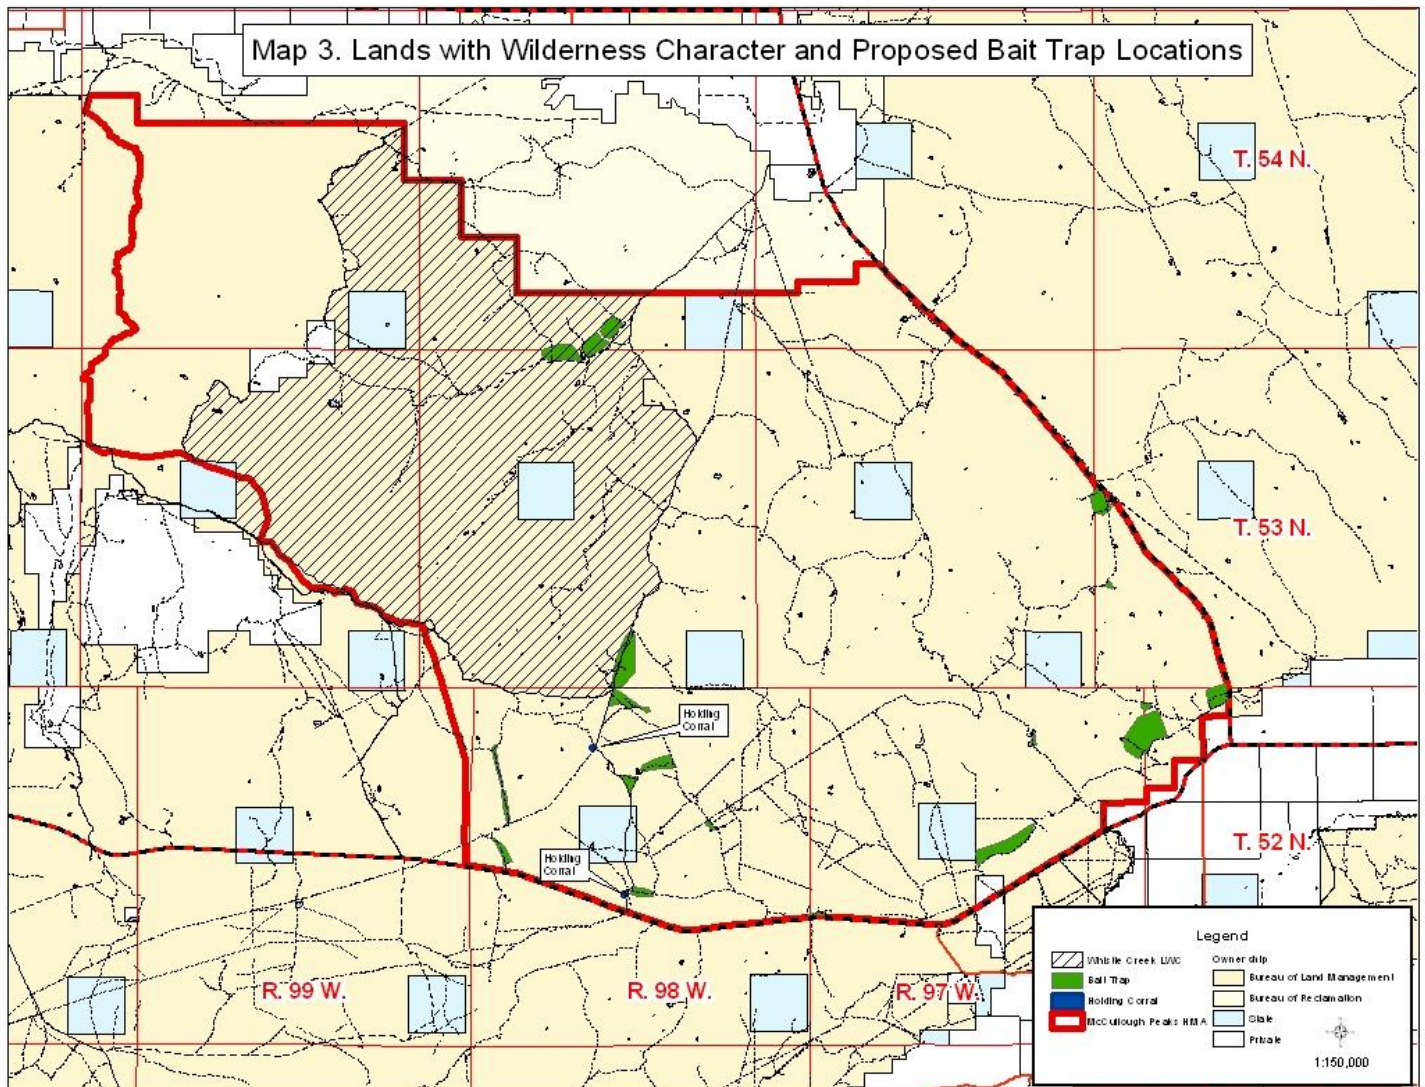 Map 3. Lands with Wilderness Character and Proposed Bait Trap Locations
T. 54 N.
T. 53 N.
Holding
Corral
T. 52 N.
Holding
Corral
R. 99 W.
R. 98 W.
R. 97 W.
Legend
Whistle Creek LWC
Bait Trap
Holding Corral
McCullough Peaks HMA
Ownership
Bureau of Land Management
Bureau of Reclamation
State
Private
1:150,000